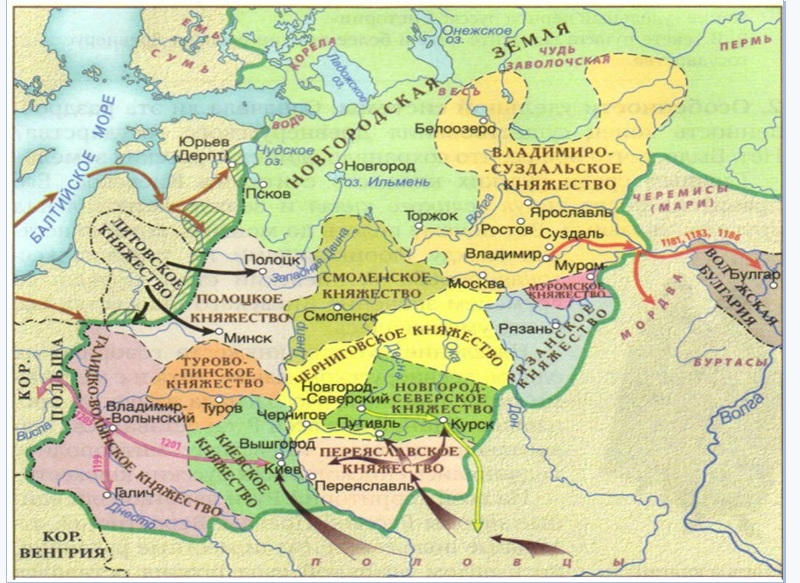 ЕМЬ
СУМЬ
КОРЕЛА
Ладожское
оз.
Онежское
оз.
НОВГОРОДСКАЯ ЗЕМЛЯ
ЧУДЬ
ЗАВОЛОЧСКАЯ
ПЕРМЬ
ВЕСЬ
Белоозеро
ВОДЬ
БАЛТИЙСКОЕ МОРЕ
Юрьев
(Дерпт)
Чудское
оз.
Новгород
оз. Ильмень
Псков
ВЛАДИМИРО-
СУЗДАЛЬСКОЕ
КНЯЖЕСТВО
ЧЕРЕМИСЫ
(МАРИ)
Торжок
Волга
Ярославль
Ростов
Суздаль
Владимир
1181, 1183, 1186
Муром
Москва
МУРОМСКОЕ
КНЯЖЕСТВО
ВОЛЖСКАЯ
БУЛГАРИЯ
Булгар
МОРДВА
БУРТАСЫ
Волга
ЛИТОВСКОЕ
КНЯЖЕСТВО
Полоцк
Западная Двина
ПОЛОЦКОЕ
КНЯЖЕСТВО
Минск
СМОЛЕНСКОЕ
КНЯЖЕСТВО
Смоленск
Днепр
Рязань
РЯЗАНСКОЕ
КНЯЖЕСТВО
ЧЕРНИГОВСКОЕ КНЯЖЕСТВО
Десна
Ока
Дон
КОР.
ПОЛЬША
Висла
ГАЛИЦКО-ВОЛЫНСКОЕ КНЯЖЕСТВО
ТУРОВО-
ПИНСКОЕ
КНЯЖЕСТВО
Туров
Владимир-
Волынский
1205
1201
1199
Галич
Днестр
КОР.
ВЕНГРИЯ
КИЕВСКОЕ
КНЯЖЕСТВО
Вышгород
Киев
Чернигов
Новгород-
Северский
НОВГОРОД-
СЕВЕРСКОЕ
КНЯЖЕСТВО
Путивль
Курск
ПЕРЕЯСЛАВСКОЕ
КНЯЖЕСТВО
Переяславль
ПОЛОВЦЫ